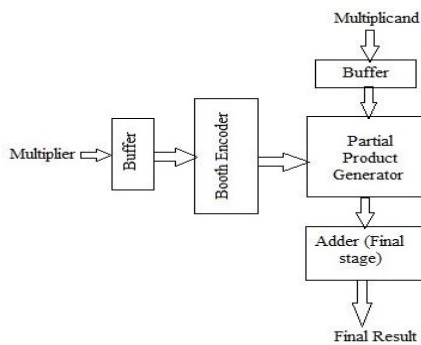 Multiplicand
Buffer
Multiplier
Buffer
Booth Encoder
Partial
Product
Generator
Adder (Final
stage)
Final Result